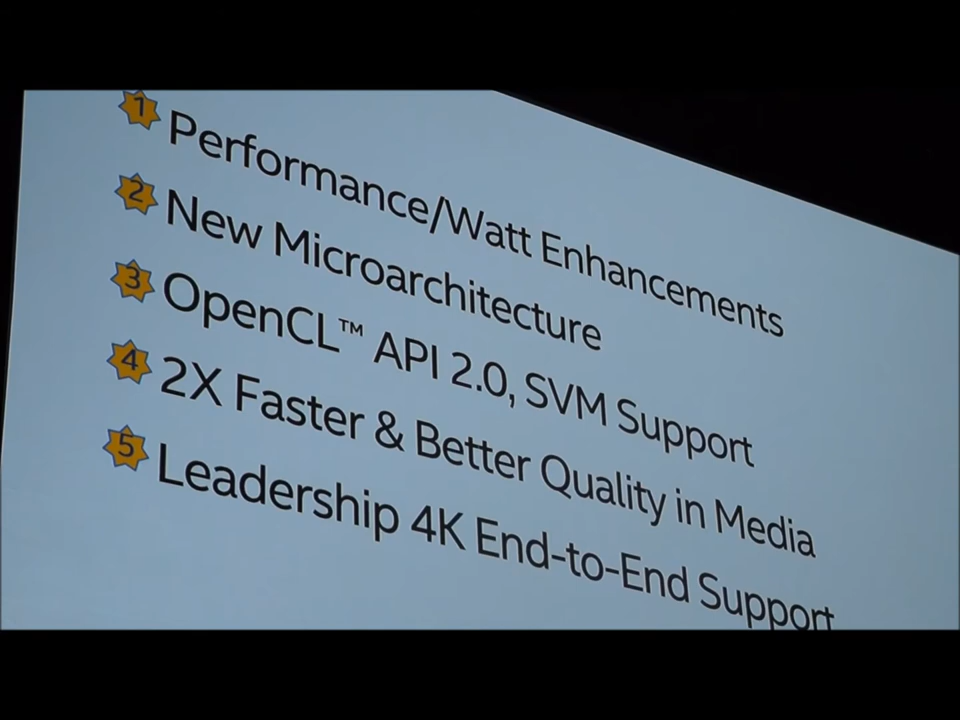 1 Performance/Watt Enhancements
2 New Microarchitecture
3 OpenCL™ API 2.0, SVM Support
4 2X Faster & Better Quality in Media
5 Leadership 4K End-to-End Support